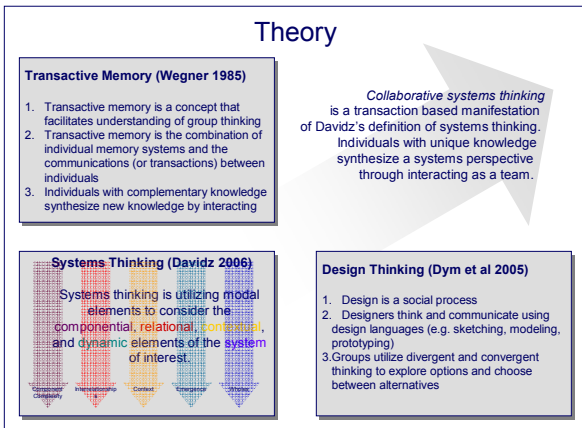 Theory
Transactive Memory (Wegner 1985)
1. Transactive memory is a concept that
facilitates understanding of group thinking
2. Transactive memory is the combination of
individual memory systems and the
communications (or transactions) between
individuals
3. Individuals with complementary knowledge
synthesize new knowledge by interacting
Collaborative systems thinking
is a transaction based manifestation
of Davidz's definition of systems thinking.
Individuals with unique knowledge
synthesize a systems perspective
through interacting as a team.
Systems Thinking (Davidz 2006)
Systems thinking is utilizing modal
elements to consider the
componential, relational, contextual,
and dynamic elements of the system
of interest.
Component
Complexity
Interrelationship
s
Context
Emergence
Wholes
Design Thinking (Dym et al 2005)
1. Design is a social process
2. Designers think and communicate using
design languages (e.g. sketching, modeling,
prototyping)
3.Groups utilize divergent and convergent
thinking to explore options and choose
between alternatives